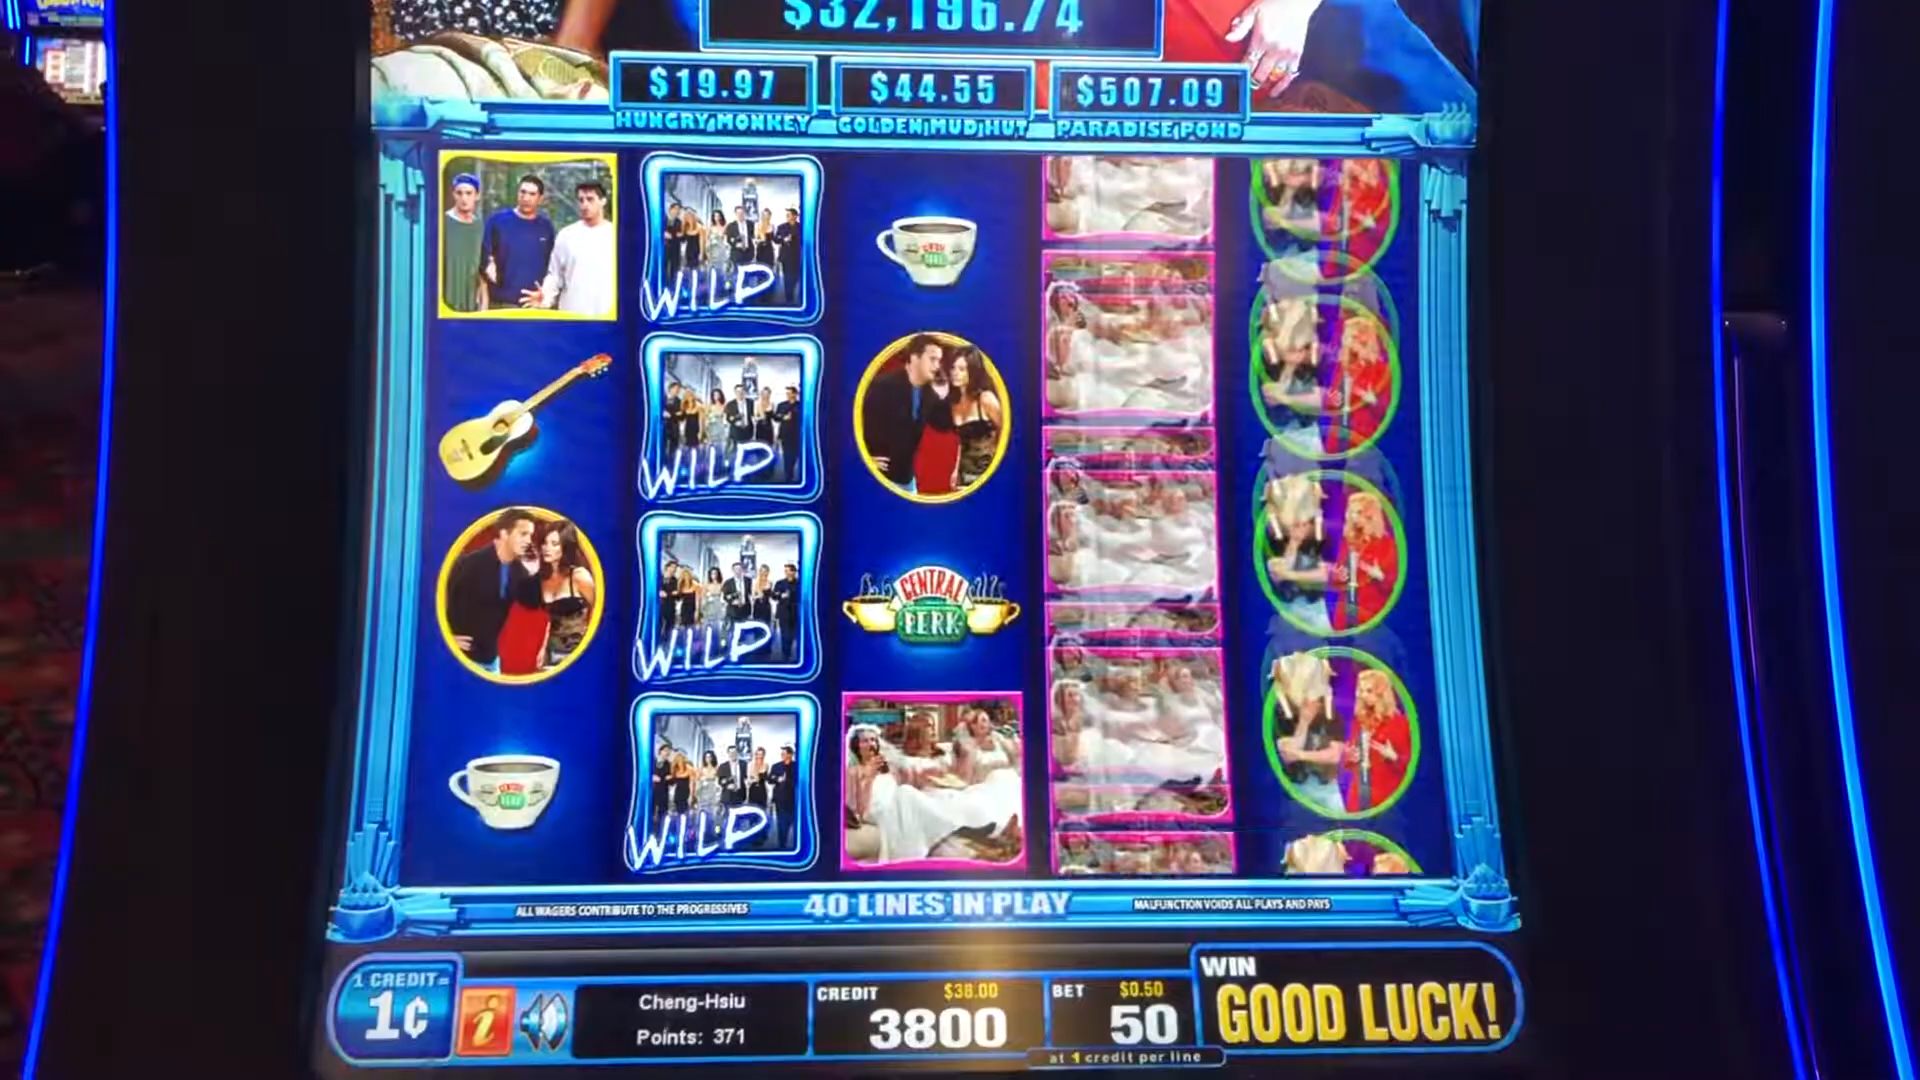 $32,196.74
$19.97 $44.55 $507.09
HUNGRY MONKEY GOLDEN MUD HUT PARADISE POND
WILD
WILD
CENTRAL
PERK
WILD
WILD
ALL WAGERS CONTRIBUTE TO THE PROGRESSIVES 40 LINES IN PLAY MALFUNCTION VOIDS ALL PLAYS AND PAYS
1 CREDIT=
1¢
i
Cheng-Hsiu
Points: 371
CREDIT $38.00
3800
BET $0.50
50
at 1 credit per line
WIN
GOOD LUCK!